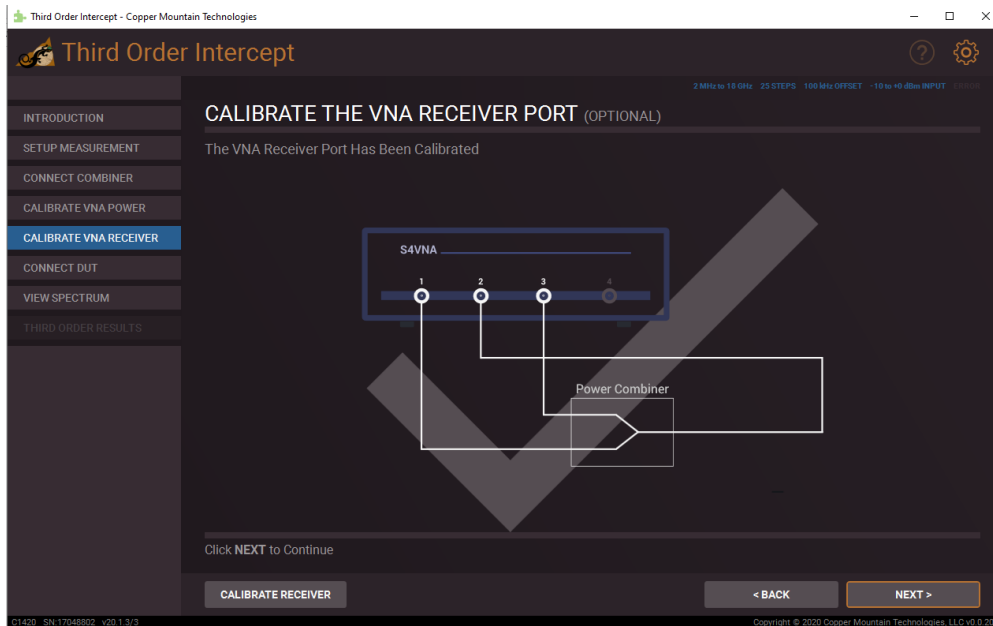 Third Order Intercept - Copper Mountain Technologies
Third Order Intercept
?
2 MHz to 18 GHz 25 STEPS 100 kHz OFFSET -10 to +0 dBm INPUT ERROR
INTRODUCTION
SETUP MEASUREMENT
CONNECT COMBINER
CALIBRATE VNA POWER
CALIBRATE VNA RECEIVER
CONNECT DUT
VIEW SPECTRUM
THIRD ORDER RESULTS
CALIBRATE THE VNA RECEIVER PORT (OPTIONAL)
The VNA Receiver Port Has Been Calibrated
S4VNA
1 2 3 4
Power Combiner
Click NEXT to Continue
CALIBRATE RECEIVER
< BACK
NEXT >
C1420 SN:17048802 v20.1.3/3
Copyright © 2020 Copper Mountain Technologies, LLC v0.0.20